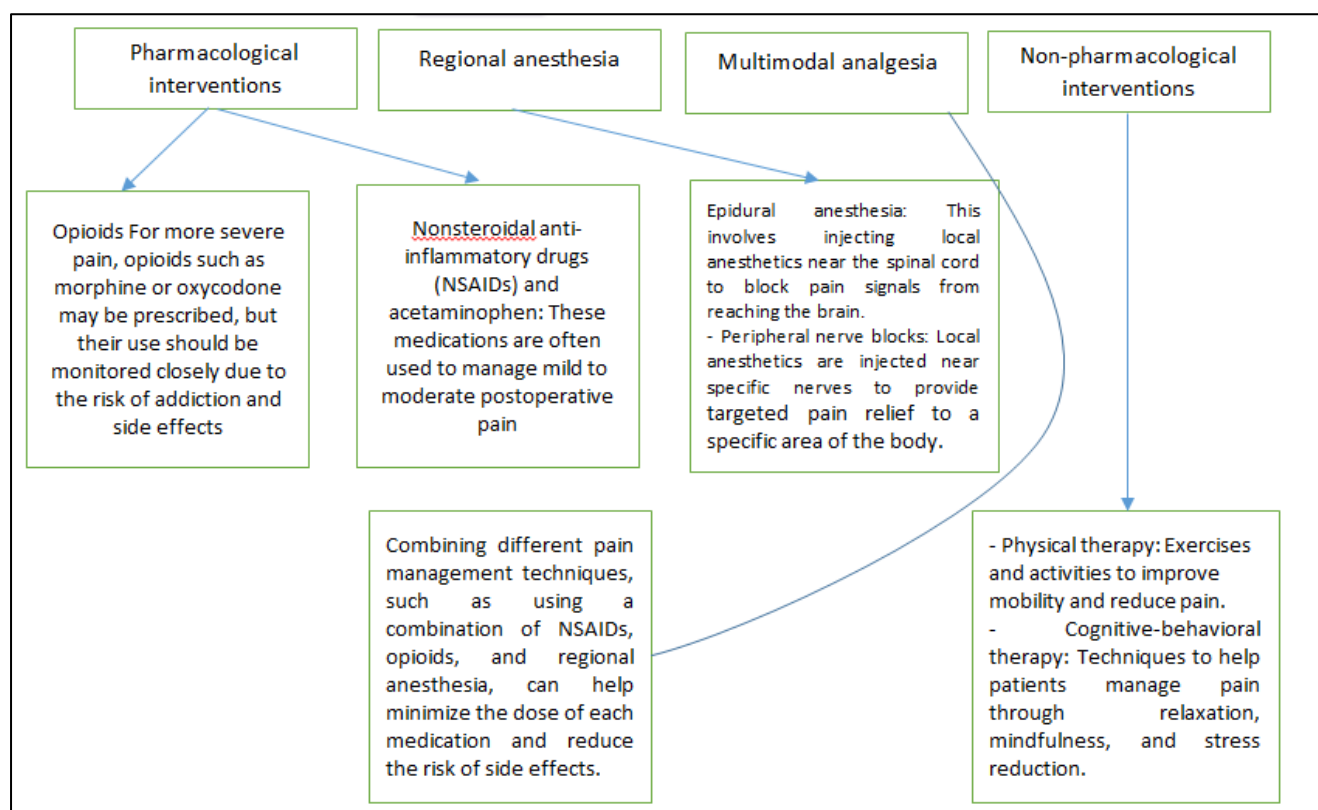 Pharmacological
interventions
Regional anesthesia
Multimodal analgesia
Non-pharmacological
interventions
Opioids For more severe
pain, opioids such as
morphine or oxycodone
may be prescribed, but
their use should be
monitored closely due to
the risk of addiction and
side effects
Nonsteroidal anti-
inflammatory drugs
(NSAIDs) and
acetaminophen: These
medications are often
used to manage mild to
moderate postoperative
pain
Epidural anesthesia: This
involves injecting local
anesthetics near the spinal cord
to block pain signals from
reaching the brain.
- Peripheral nerve blocks: Local
anesthetics are injected near
specific nerves to provide
targeted pain relief to a
specific area of the body.
Combining different pain
management techniques,
such as using a
combination of NSAIDs,
opioids, and regional
anesthesia, can help
minimize the dose of each
medication and reduce
the risk of side effects.
- Physical therapy: Exercises
and activities to improve
mobility and reduce pain.
- Cognitive-behavioral
therapy: Techniques to help
patients manage pain
through relaxation,
mindfulness, and stress
reduction.